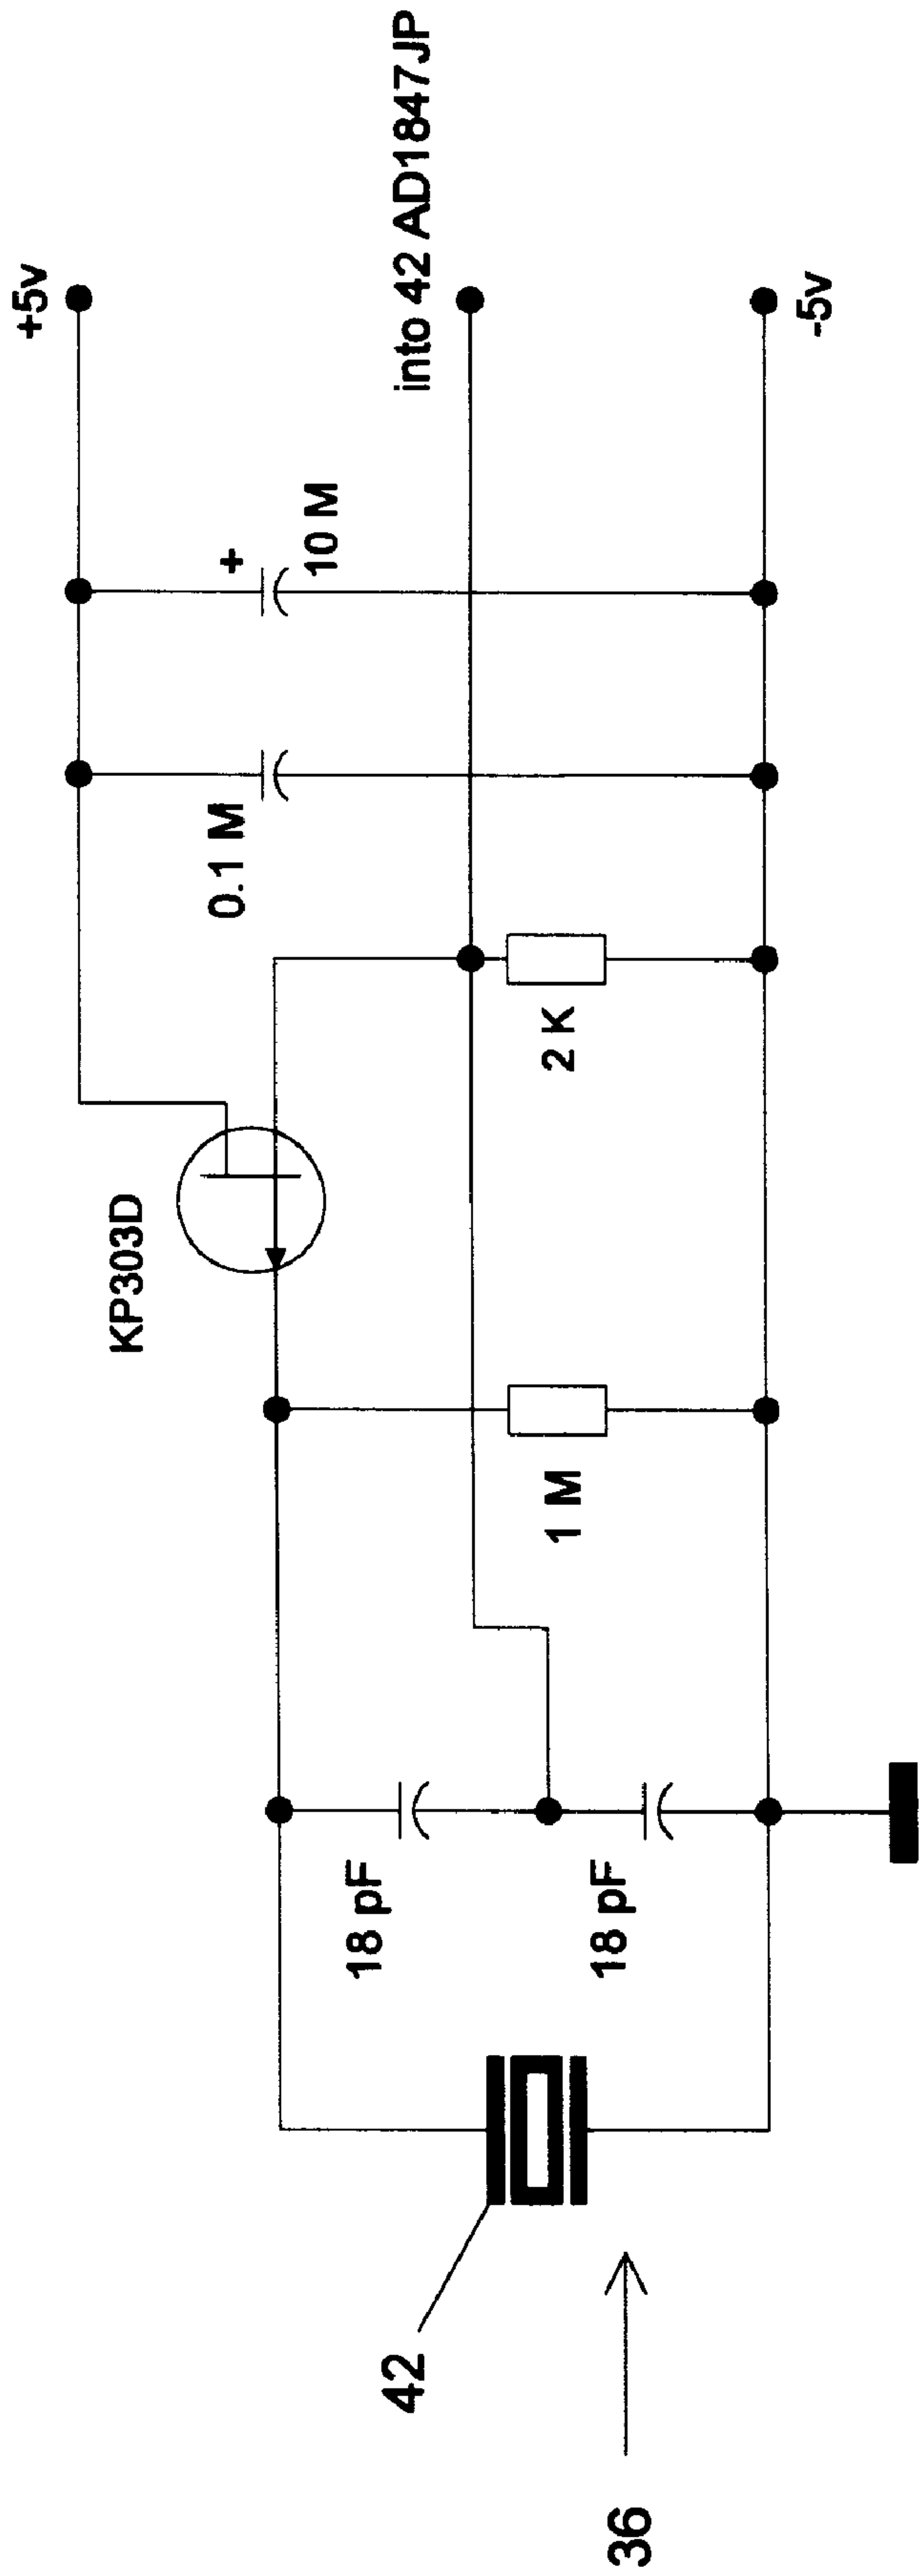 +5v
into 42 AD1847JP
-5v
+
10 M
0.1 M
2 K
KP303D
1 M
18 pF
18 pF
42
36